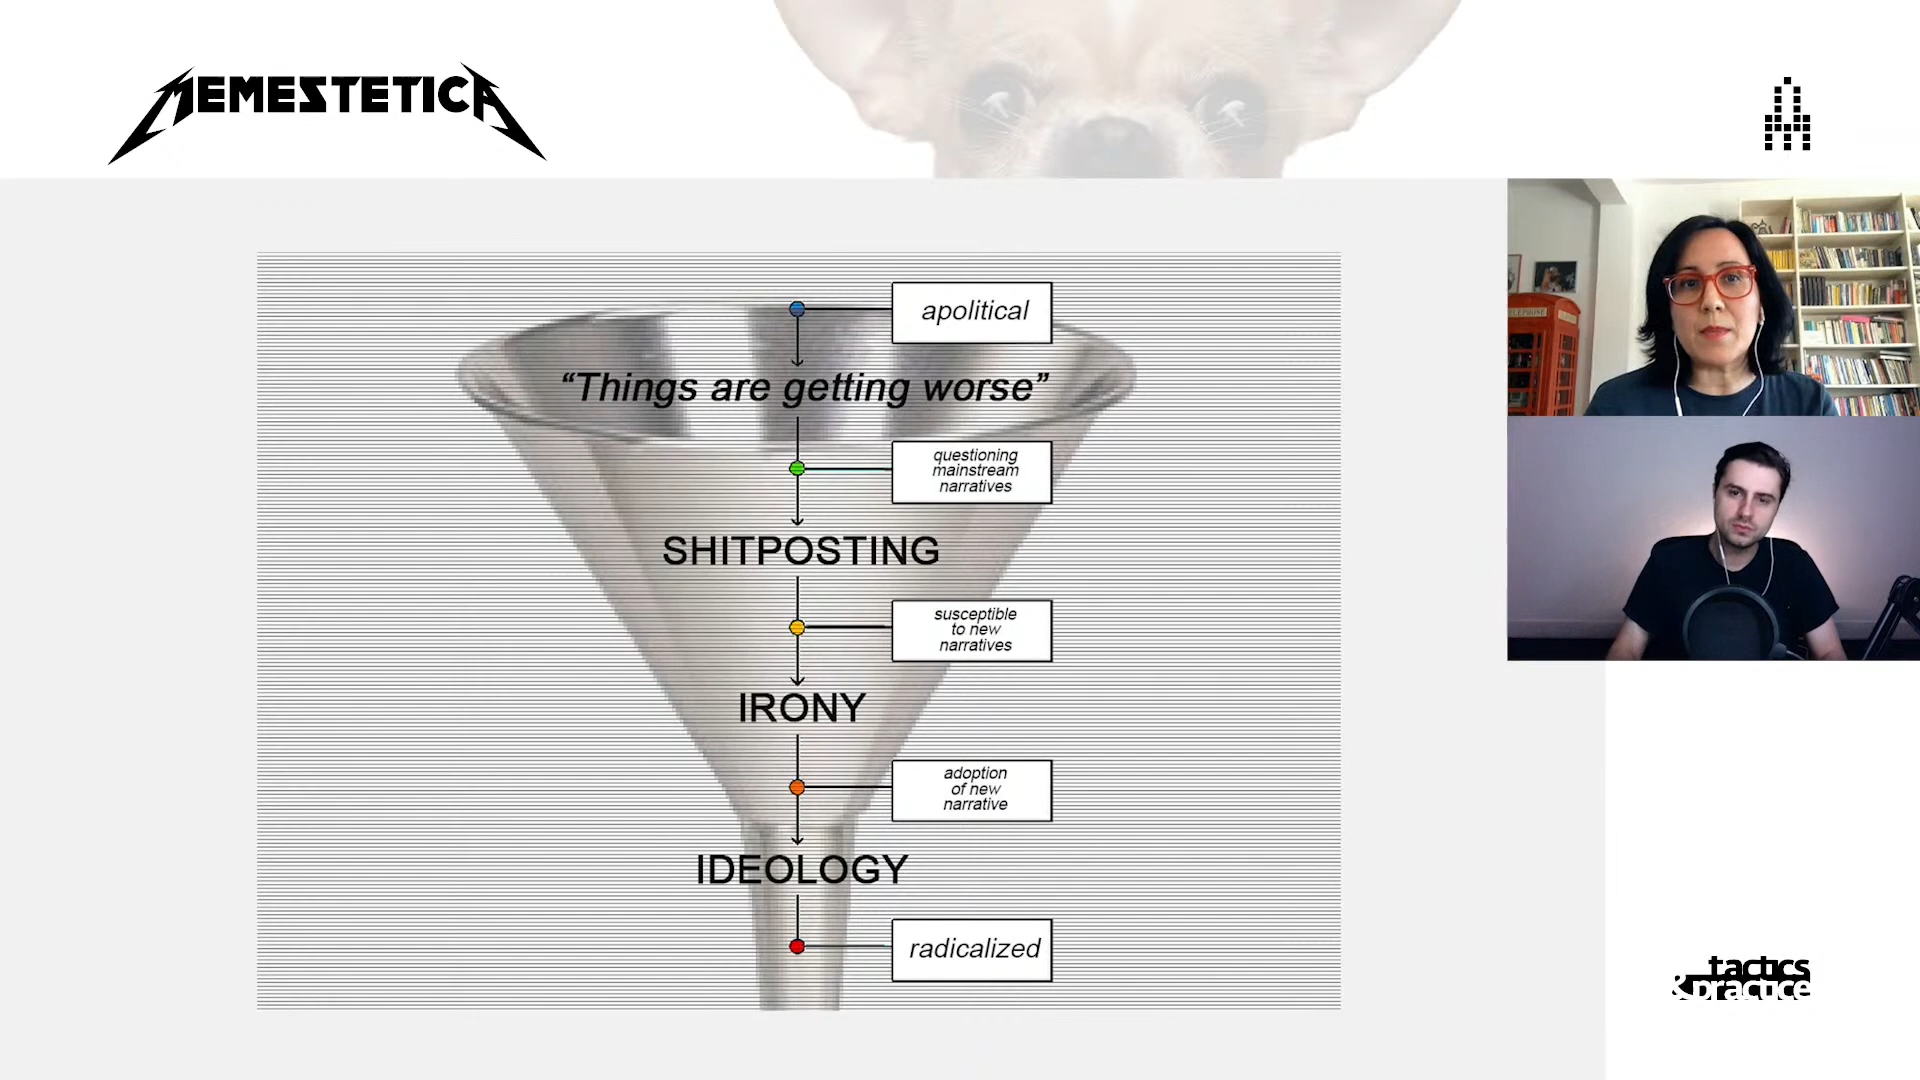 MEMESTETICA
apolitical
“Things are getting worse”
questioning
mainstream
narratives
SHITPOSTING
susceptible
to new
narratives
IRONY
adoption
of new
narrative
IDEOLOGY
radicalized
TELEPHONE
tactics
&practice